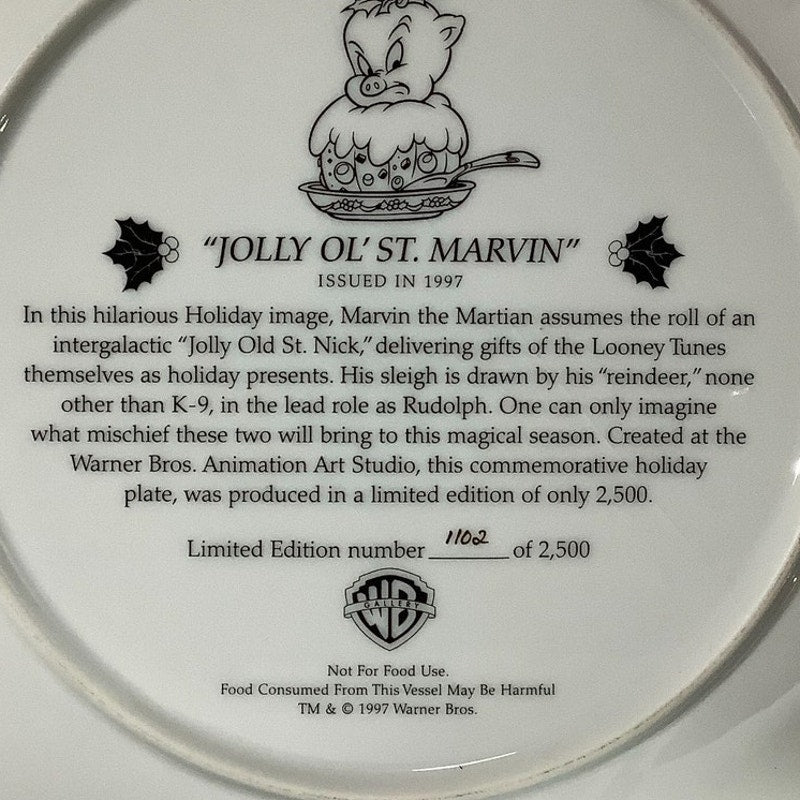 "JOLLY OL' ST. MARVIN"
ISSUED IN 1997
In this hilarious Holiday image, Marvin the Martian assumes the roll of an
intergalactic "Jolly Old St. Nick," delivering gifts of the Looney Tunes
themselves as holiday presents. His sleigh is drawn by his "reindeer," none
other than K-9, in the lead role as Rudolph. One can only imagine
what mischief these two will bring to this magical season. Created at the
Warner Bros. Animation Art Studio, this commemorative holiday
plate, was produced in a limited edition of only 2,500.
Limited Edition number 1102 of 2,500
WB
GALLERY
Not For Food Use.
Food Consumed From This Vessel May Be Harmful
TM & © 1997 Warner Bros.